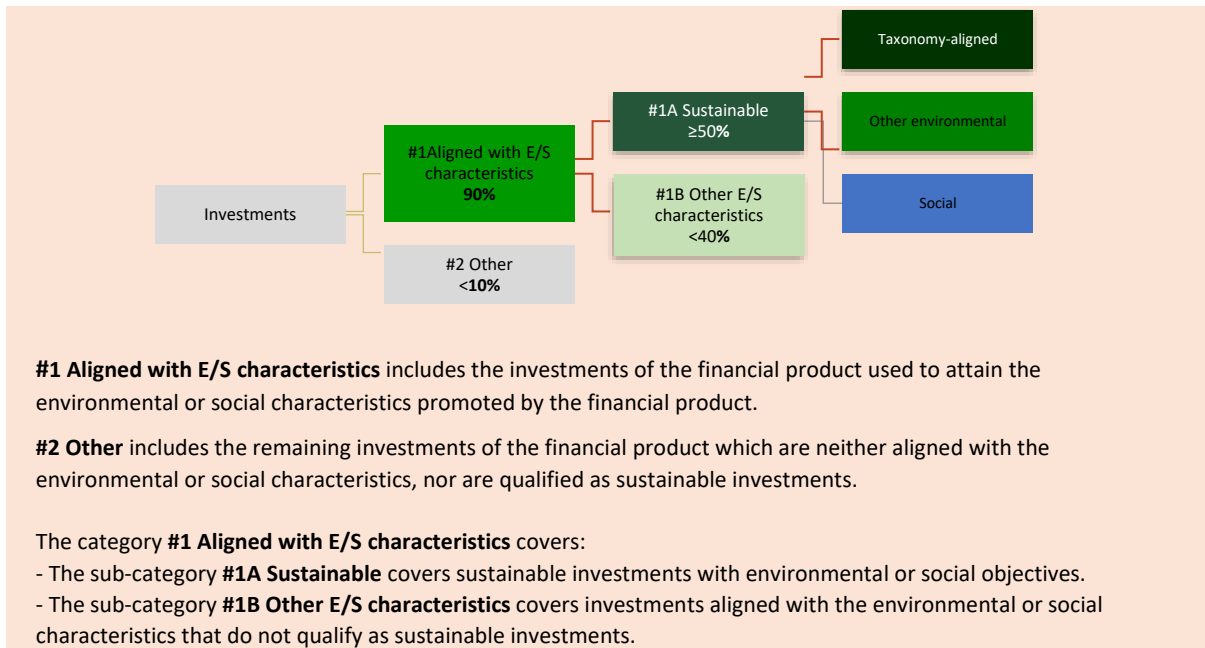 Taxonomy-aligned
#1A Sustainable
≥50%
Other environmental
#1Aligned with E/S
characteristics
90%
#1B Other E/S
characteristics
<40%
Social
Investments
#2 Other
<10%
#1 Aligned with E/S characteristics includes the investments of the financial product used to attain the
environmental or social characteristics promoted by the financial product.
#2 Other includes the remaining investments of the financial product which are neither aligned with the
environmental or social characteristics, nor are qualified as sustainable investments.
The category #1 Aligned with E/S characteristics covers:
- The sub-category #1A Sustainable covers sustainable investments with environmental or social objectives.
- The sub-category #1B Other E/S characteristics covers investments aligned with the environmental or social
characteristics that do not qualify as sustainable investments.